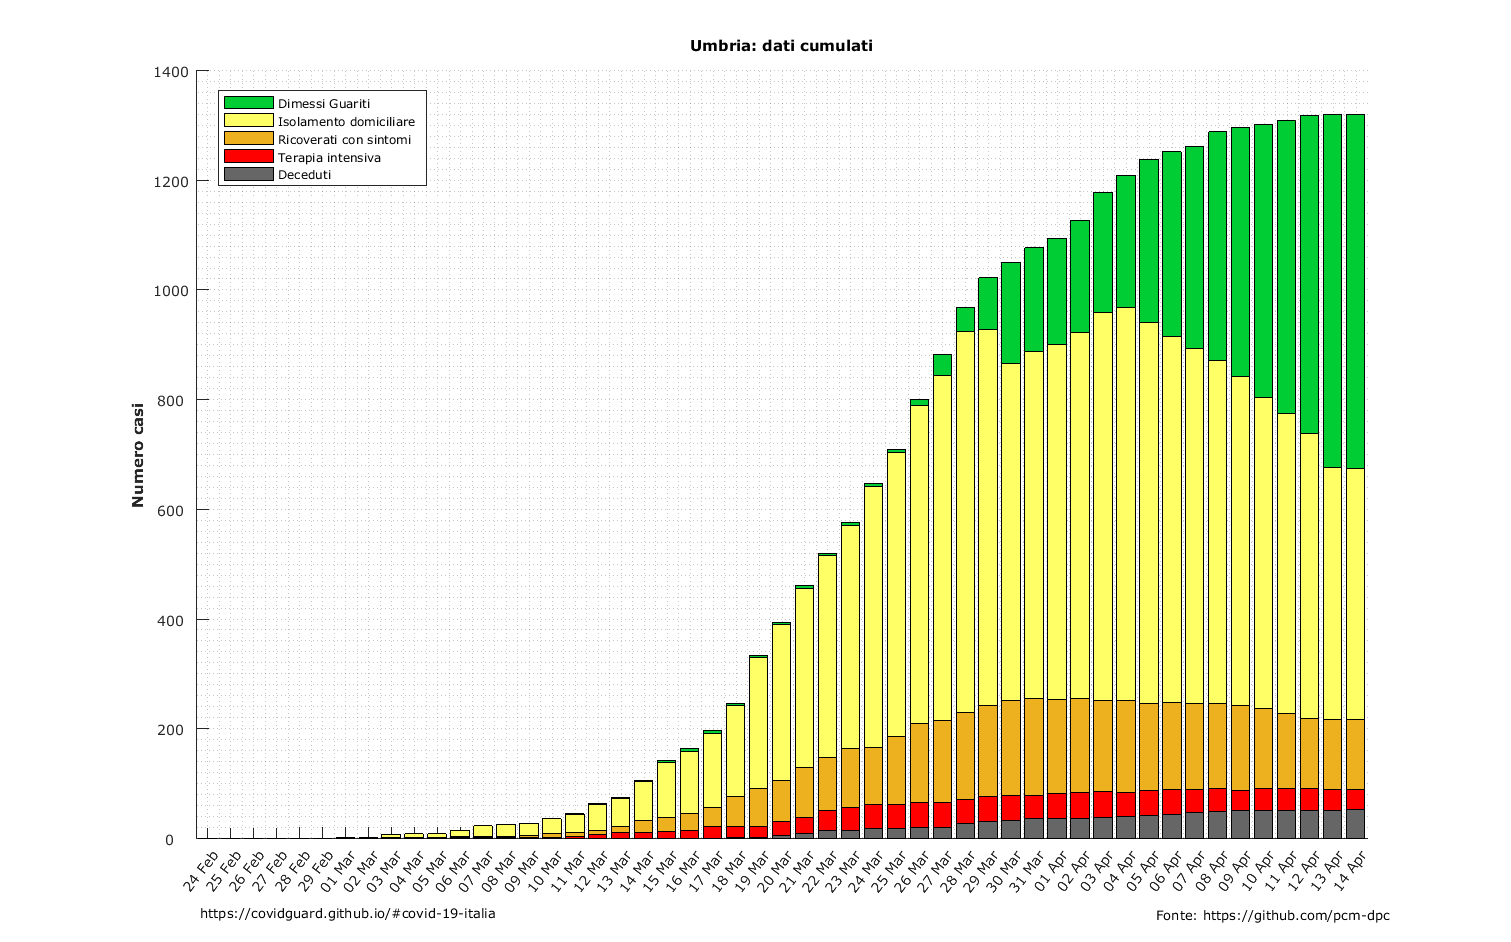 Umbria: dati cumulati
1400
1200
1000
800
600
400
200
0
Numero casi
Dimessi Guariti
Isolamento domiciliare
Ricoverati con sintomi
Terapia intensiva
Deceduti
24 Feb
25 Feb
26 Feb
27 Feb
28 Feb
29 Feb
01 Mar
02 Mar
03 Mar
04 Mar
05 Mar
06 Mar
07 Mar
08 Mar
09 Mar
10 Mar
11 Mar
12 Mar
13 Mar
14 Mar
15 Mar
16 Mar
17 Mar
18 Mar
19 Mar
20 Mar
21 Mar
22 Mar
23 Mar
24 Mar
25 Mar
26 Mar
27 Mar
28 Mar
29 Mar
30 Mar
31 Mar
01 Apr
02 Apr
03 Apr
04 Apr
05 Apr
06 Apr
07 Apr
08 Apr
09 Apr
10 Apr
11 Apr
12 Apr
13 Apr
14 Apr
https://covidguard.github.io/#covid-19-italia
Fonte: https://github.com/pcm-dpc